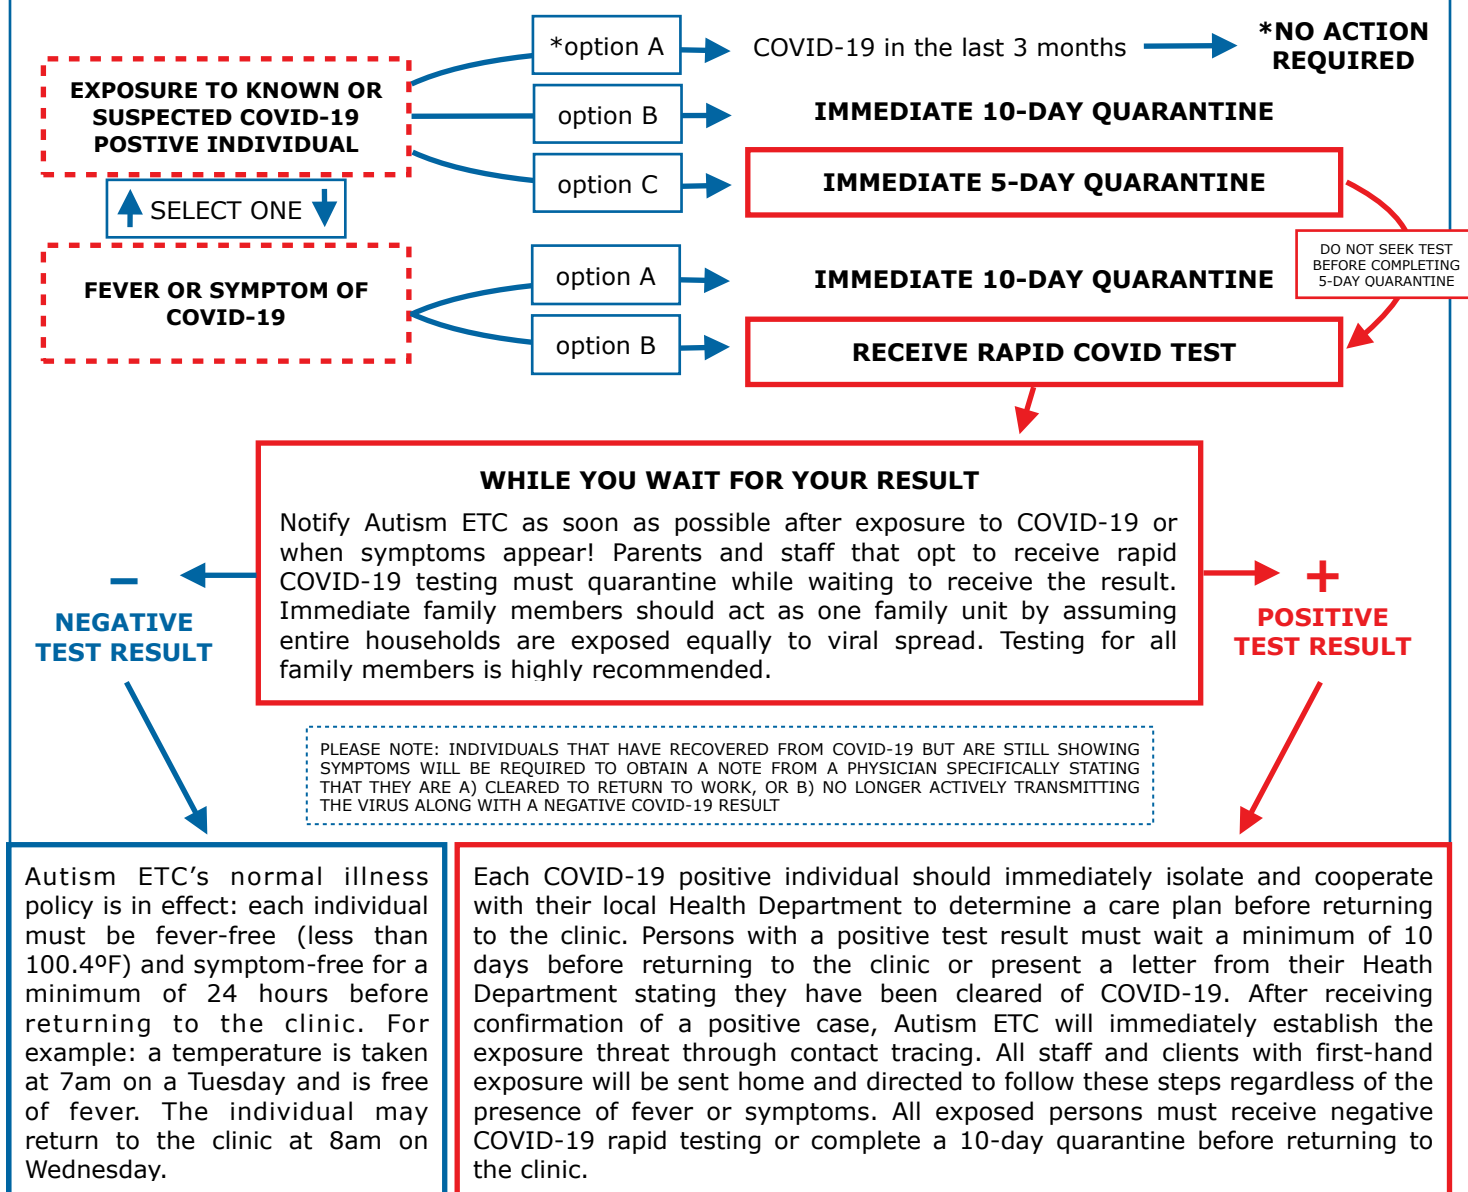 *option A
COVID-19 in the last 3 months
*NO ACTION
REQUIRED
EXPOSURE TO KNOWN OR
SUSPECTED COVID-19
POSTIVE INDIVIDUAL
option B
IMMEDIATE 10-DAY QUARANTINE
option C
IMMEDIATE 5-DAY QUARANTINE
SELECT ONE
DO NOT SEEK TEST
BEFORE COMPLETING
5-DAY QUARANTINE
FEVER OR SYMPTOM OF
COVID-19
option A
IMMEDIATE 10-DAY QUARANTINE
option B
RECEIVE RAPID COVID TEST
WHILE YOU WAIT FOR YOUR RESULT
Notify Autism ETC as soon as possible after exposure to COVID-19 or
when symptoms appear! Parents and staff that opt to receive rapid
COVID-19 testing must quarantine while waiting to receive the result.
Immediate family members should act as one family unit by assuming
entire households are exposed equally to viral spread. Testing for all
family members is highly recommended.
–
NEGATIVE
TEST RESULT
+
POSITIVE
TEST RESULT
PLEASE NOTE: INDIVIDUALS THAT HAVE RECOVERED FROM COVID-19 BUT ARE STILL SHOWING
SYMPTOMS WILL BE REQUIRED TO OBTAIN A NOTE FROM A PHYSICIAN SPECIFICALLY STATING
THAT THEY ARE A) CLEARED TO RETURN TO WORK, OR B) NO LONGER ACTIVELY TRANSMITTING
THE VIRUS ALONG WITH A NEGATIVE COVID-19 RESULT
Autism ETC's normal illness
policy is in effect: each individual
must be fever-free (less than
100.4ºF) and symptom-free for a
minimum of 24 hours before
returning to the clinic. For
example: a temperature is taken
at 7am on a Tuesday and is free
of fever. The individual may
return to the clinic at 8am on
Wednesday.
Each COVID-19 positive individual should immediately isolate and cooperate
with their local Health Department to determine a care plan before returning
to the clinic. Persons with a positive test result must wait a minimum of 10
days before returning to the clinic or present a letter from their Heath
Department stating they have been cleared of COVID-19. After receiving
confirmation of a positive case, Autism ETC will immediately establish the
exposure threat through contact tracing. All staff and clients with first-hand
exposure will be sent home and directed to follow these steps regardless of the
presence of fever or symptoms. All exposed persons must receive negative
COVID-19 rapid testing or complete a 10-day quarantine before returning to
the clinic.